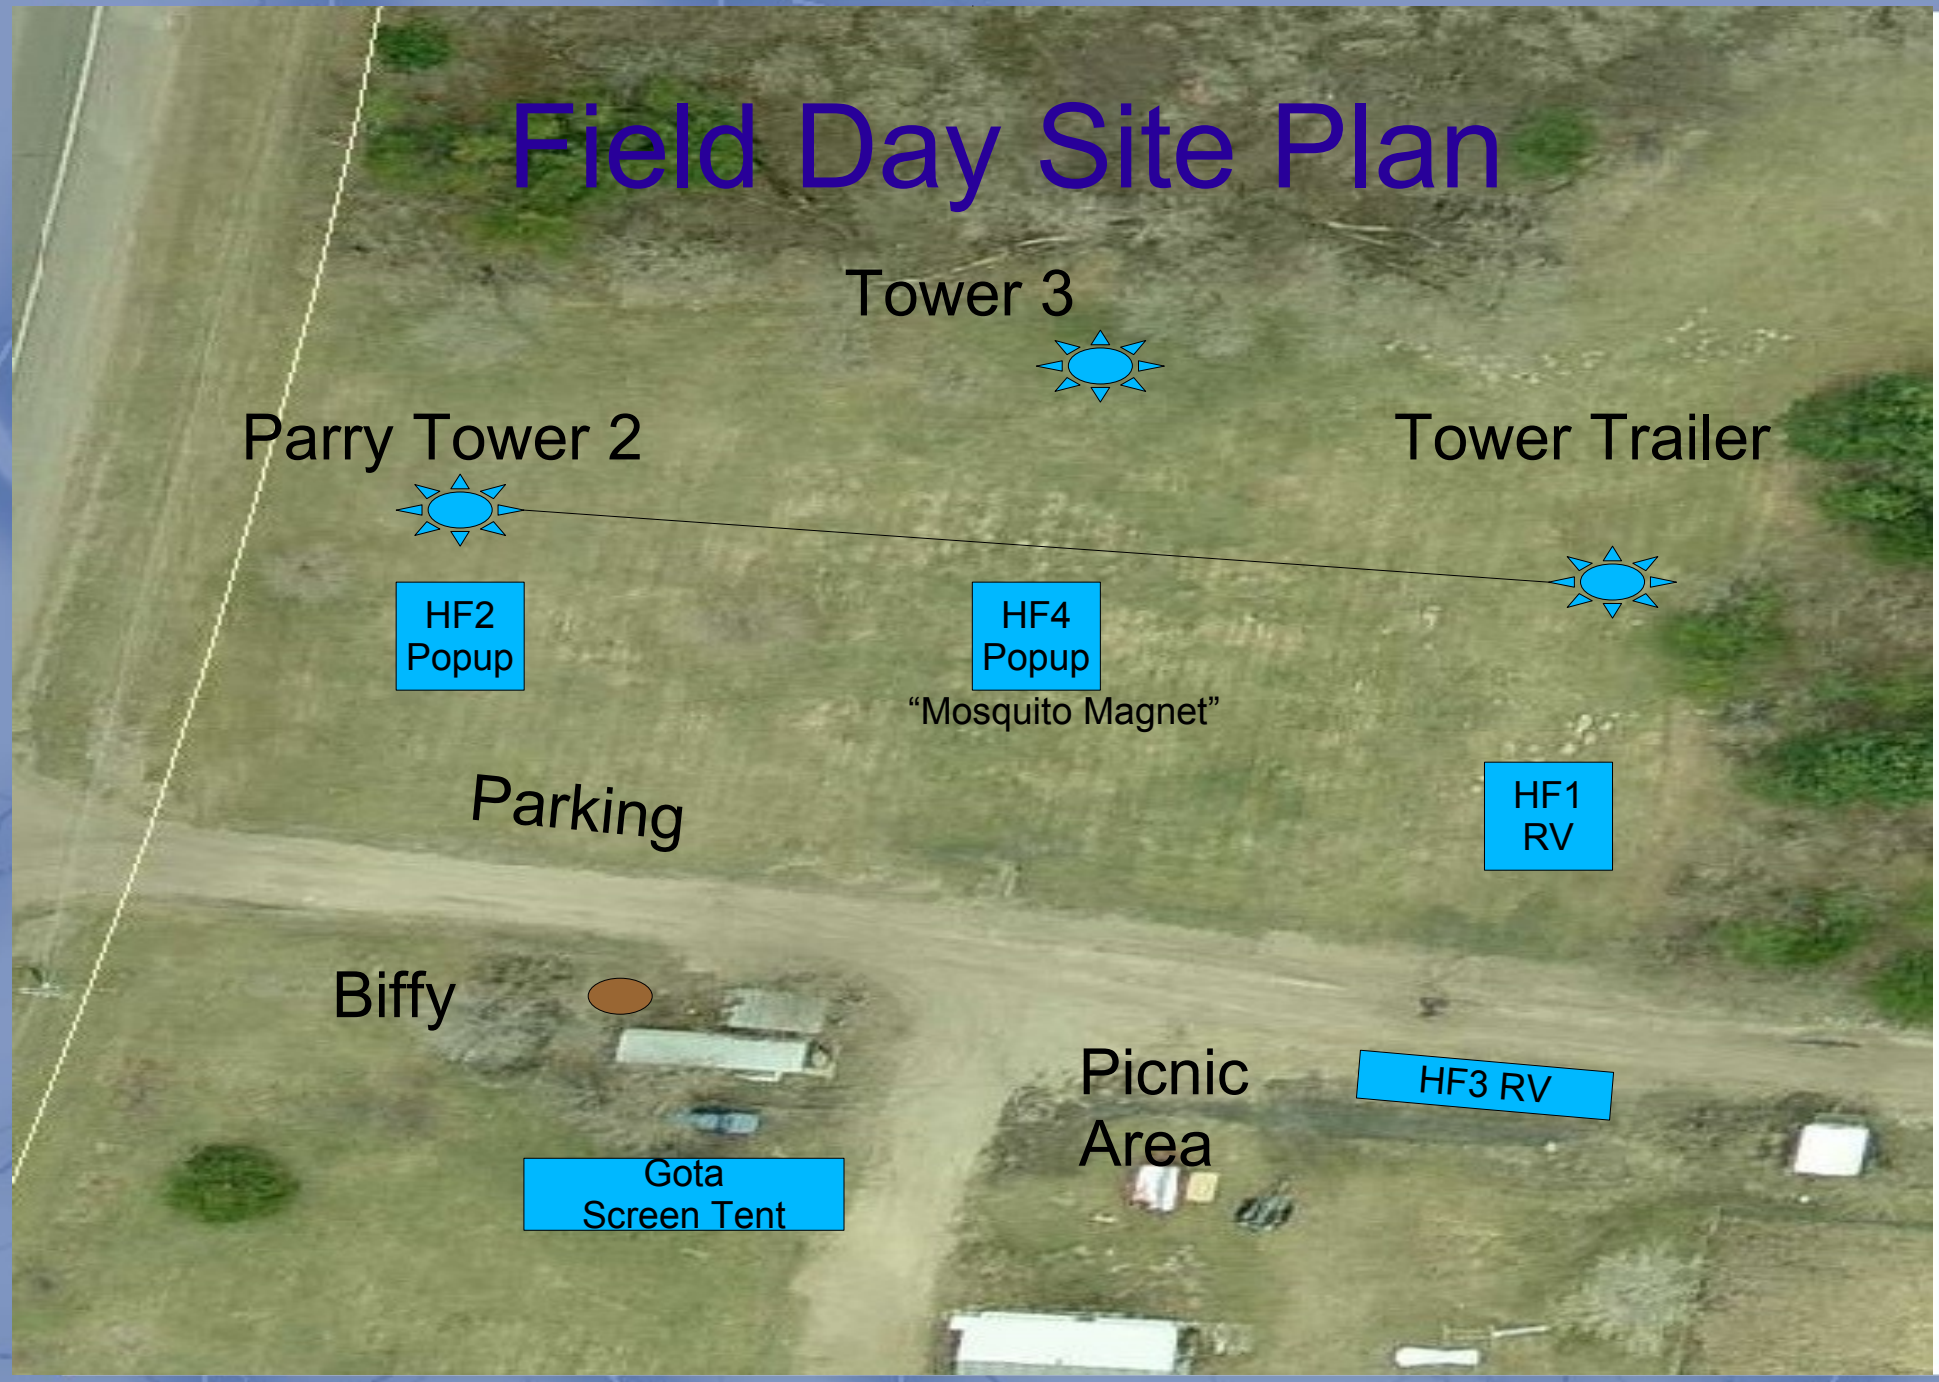 Field Day Site Plan
Tower 3
Parry Tower 2
Tower Trailer
HF2
Popup
HF4
Popup
“Mosquito Magnet”
HF1
RV
Parking
Biffy
Picnic
Area
HF3 RV
Gota
Screen Tent